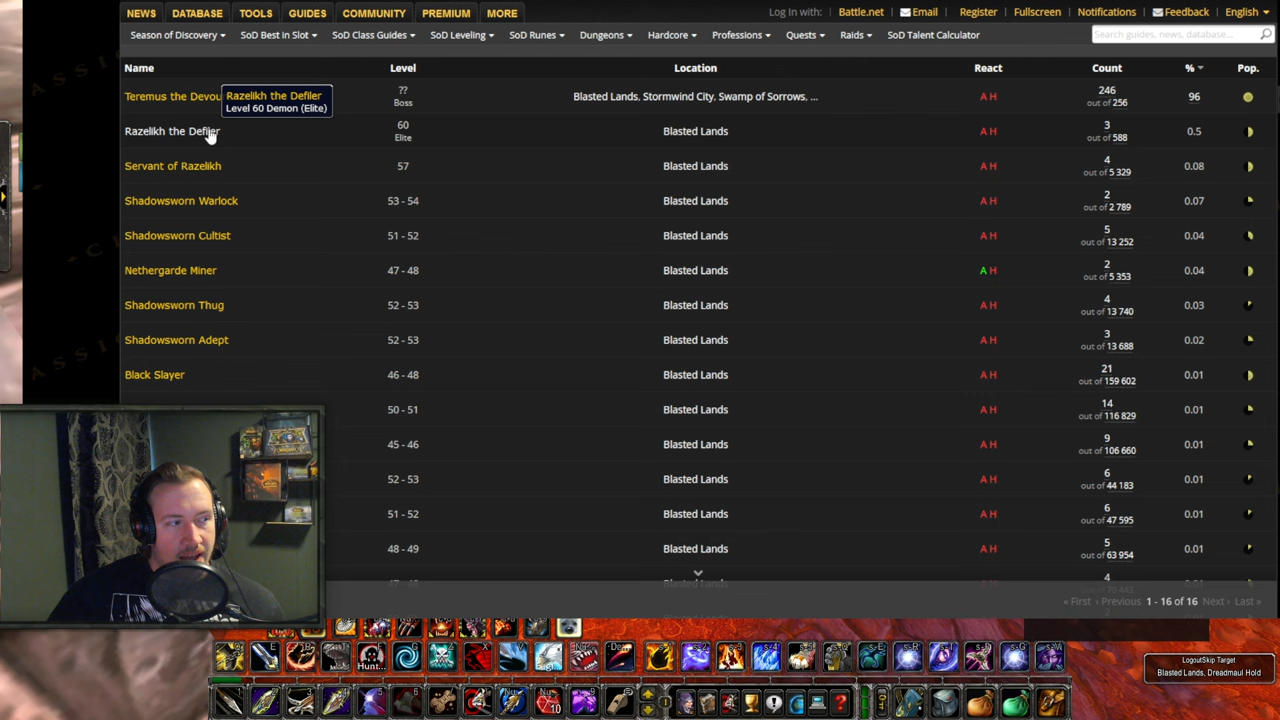 NEWS DATABASE TOOLS GUIDES COMMUNITY PREMIUM MORE Log In with: Battle.net Email Register Fullscreen Notifications Feedback English
Season of Discovery SoD Best in Slot SoD Class Guides SoD Leveling SoD Runes Dungeons Hardcore Professions Quests Raids SoD Talent Calculator Search guides, news, database...
Name Level Location React Count % Pop.
Teremus the Devou ?? Boss Blasted Lands, Stormwind City, Swamp of Sorrows, ... A H 246 out of 256 96
Razelikh the Defiler
Level 60 Demon (Elite)
Razelikh the Defiler 60 Elite Blasted Lands A H 3 out of 588 0.5
Servant of Razelikh 57 Blasted Lands A H 4 out of 5 329 0.08
Shadowsworn Warlock 53 - 54 Blasted Lands A H 2 out of 2 789 0.07
Shadowsworn Cultist 51 - 52 Blasted Lands A H 5 out of 13 252 0.04
Nethergarde Miner 47 - 48 Blasted Lands A H 2 out of 5 353 0.04
Shadowsworn Thug 52 - 53 Blasted Lands A H 4 out of 13 740 0.03
Shadowsworn Adept 52 - 53 Blasted Lands A H 3 out of 13 688 0.02
Black Slayer 46 - 48 Blasted Lands A H 21 out of 159 602 0.01
50 - 51 Blasted Lands A H 14 out of 116 829 0.01
45 - 46 Blasted Lands A H 9 out of 106 660 0.01
52 - 53 Blasted Lands A H 6 out of 44 183 0.01
51 - 52 Blasted Lands A H 6 out of 47 595 0.01
48 - 49 Blasted Lands A H 5 out of 63 954 0.01
4
« First ‹ Previous 1 - 16 of 16 Next › Last »
LogoutSkip Target
Blasted Lands, Dreadmaul Hold